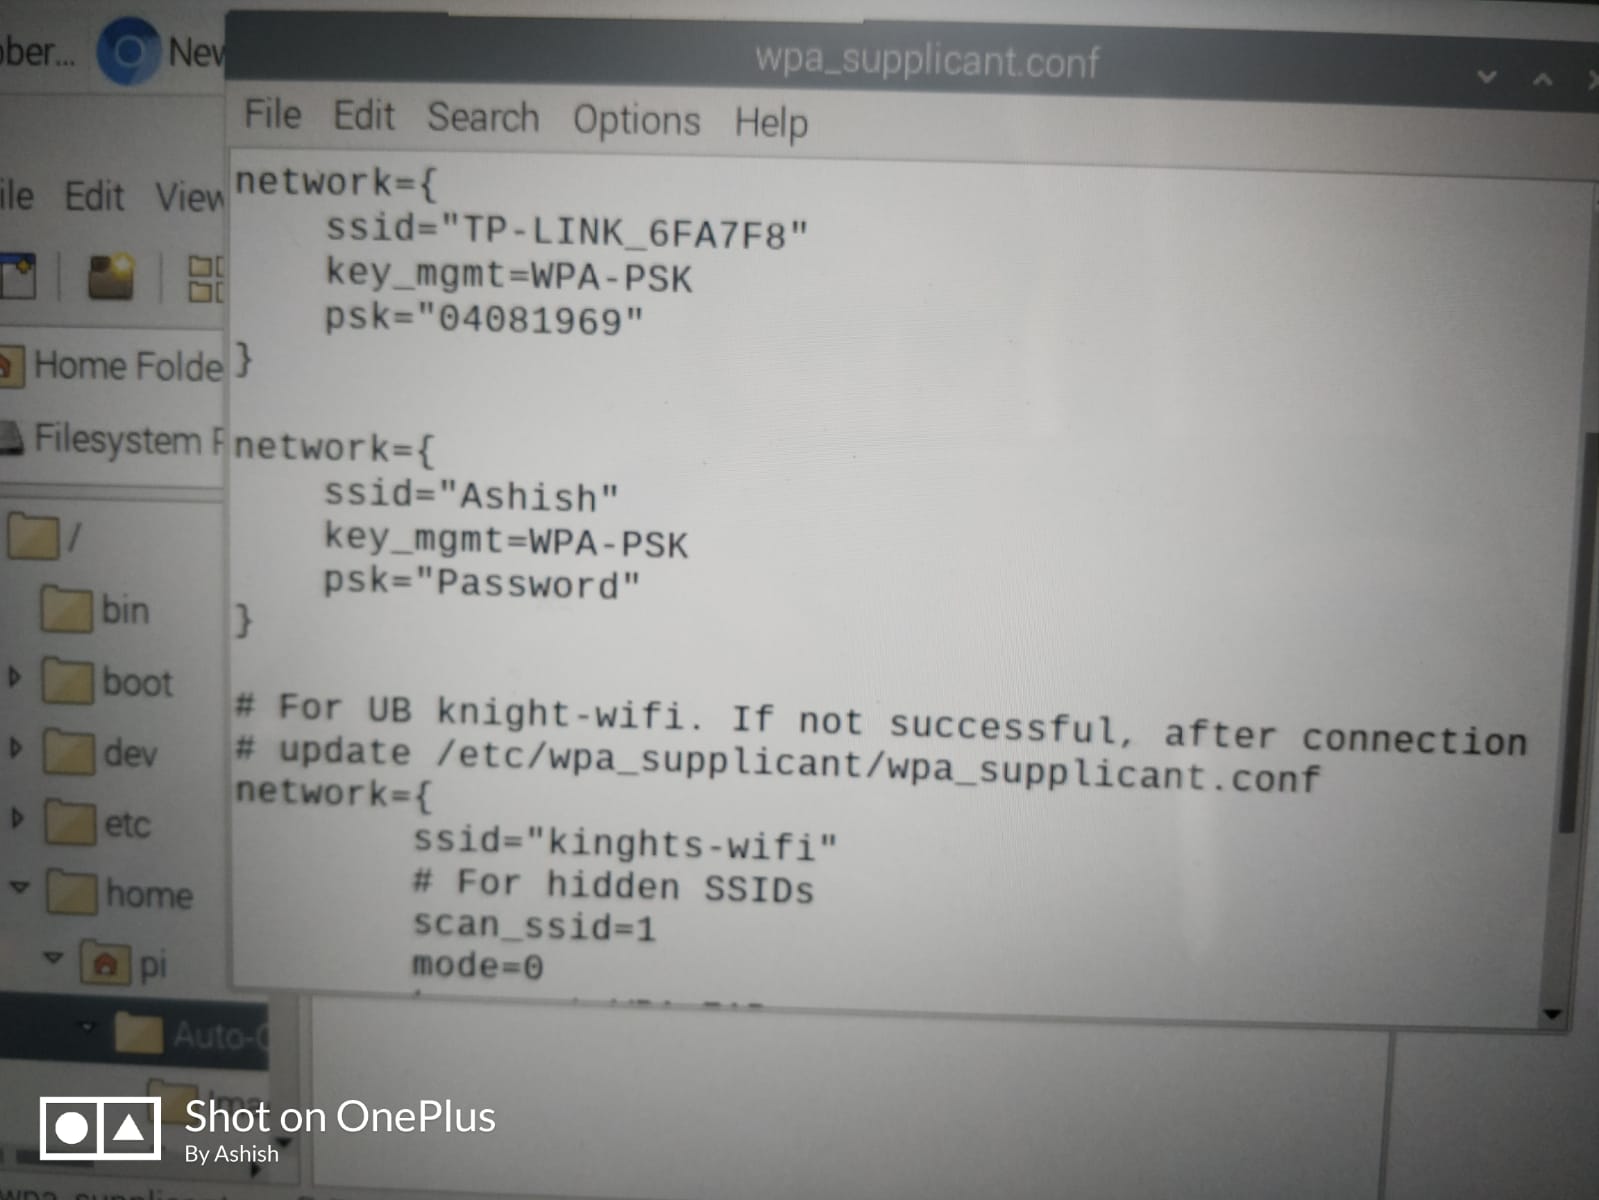 ber...
New
wpa_supplicant.conf
File Edit Search Options Help
ile Edit View
network={
ssid="TP-LINK_6FA7F8"
key_mgmt=WPA-PSK
psk="04081969"
}
Home Folde
Filesystem
network={
ssid="Ashish"
key_mgmt=WPA-PSK
psk="Password"
}
/
bin
boot
dev
etc
home
pi
Auto-
# For UB knight-wifi. If not successful, after connection
# update /etc/wpa_supplicant/wpa_supplicant.conf
network={
ssid="kinghts-wifi"
# For hidden SSIDs
scan_ssid=1
mode=0
Shot on OnePlus
By Ashish